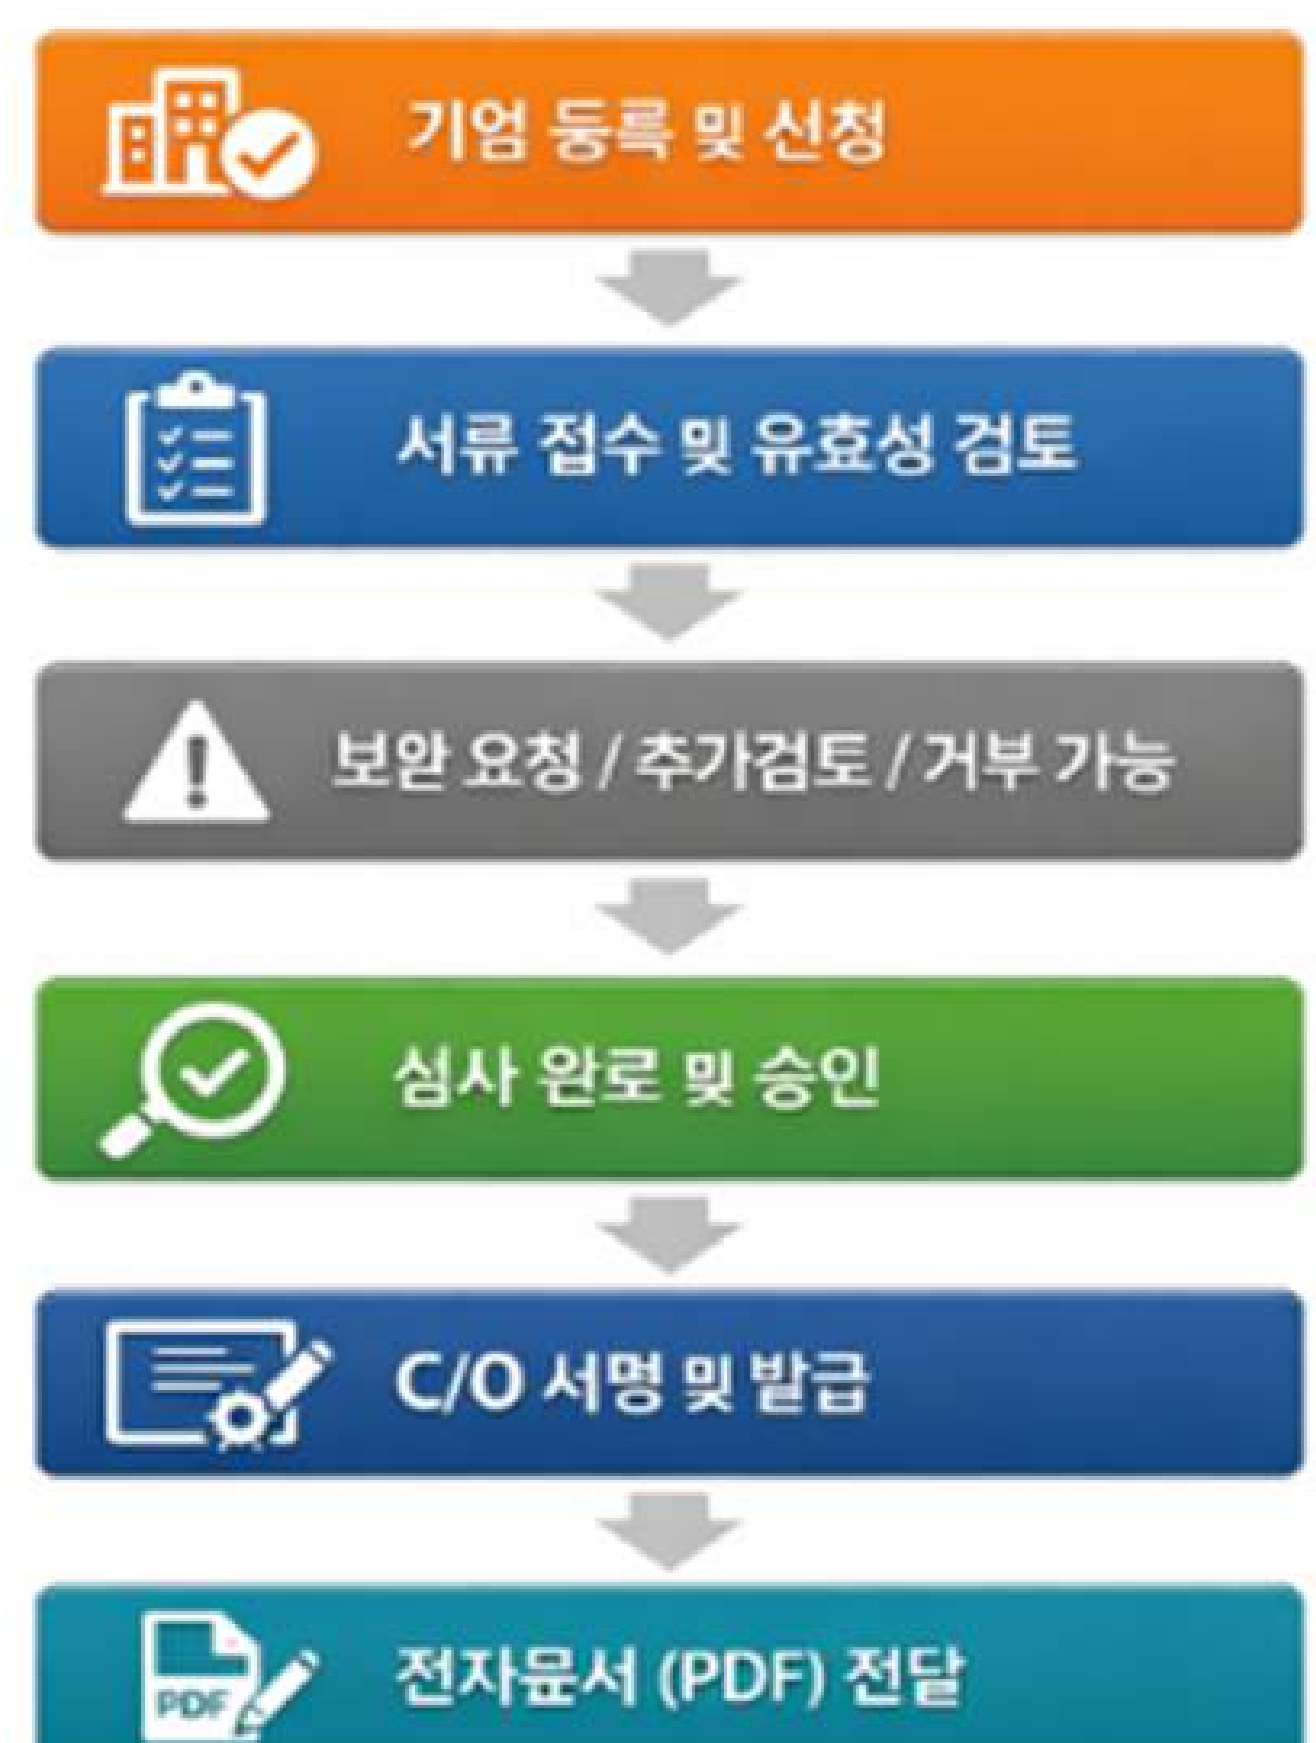 기업 등록 및 신청
서류 접수 및 유효성 검토
보완 요청 / 추가검토 / 거부 가능
심사 완료 및 승인
C/O 서명 및 발급
PDF
전자문서 (PDF) 전달